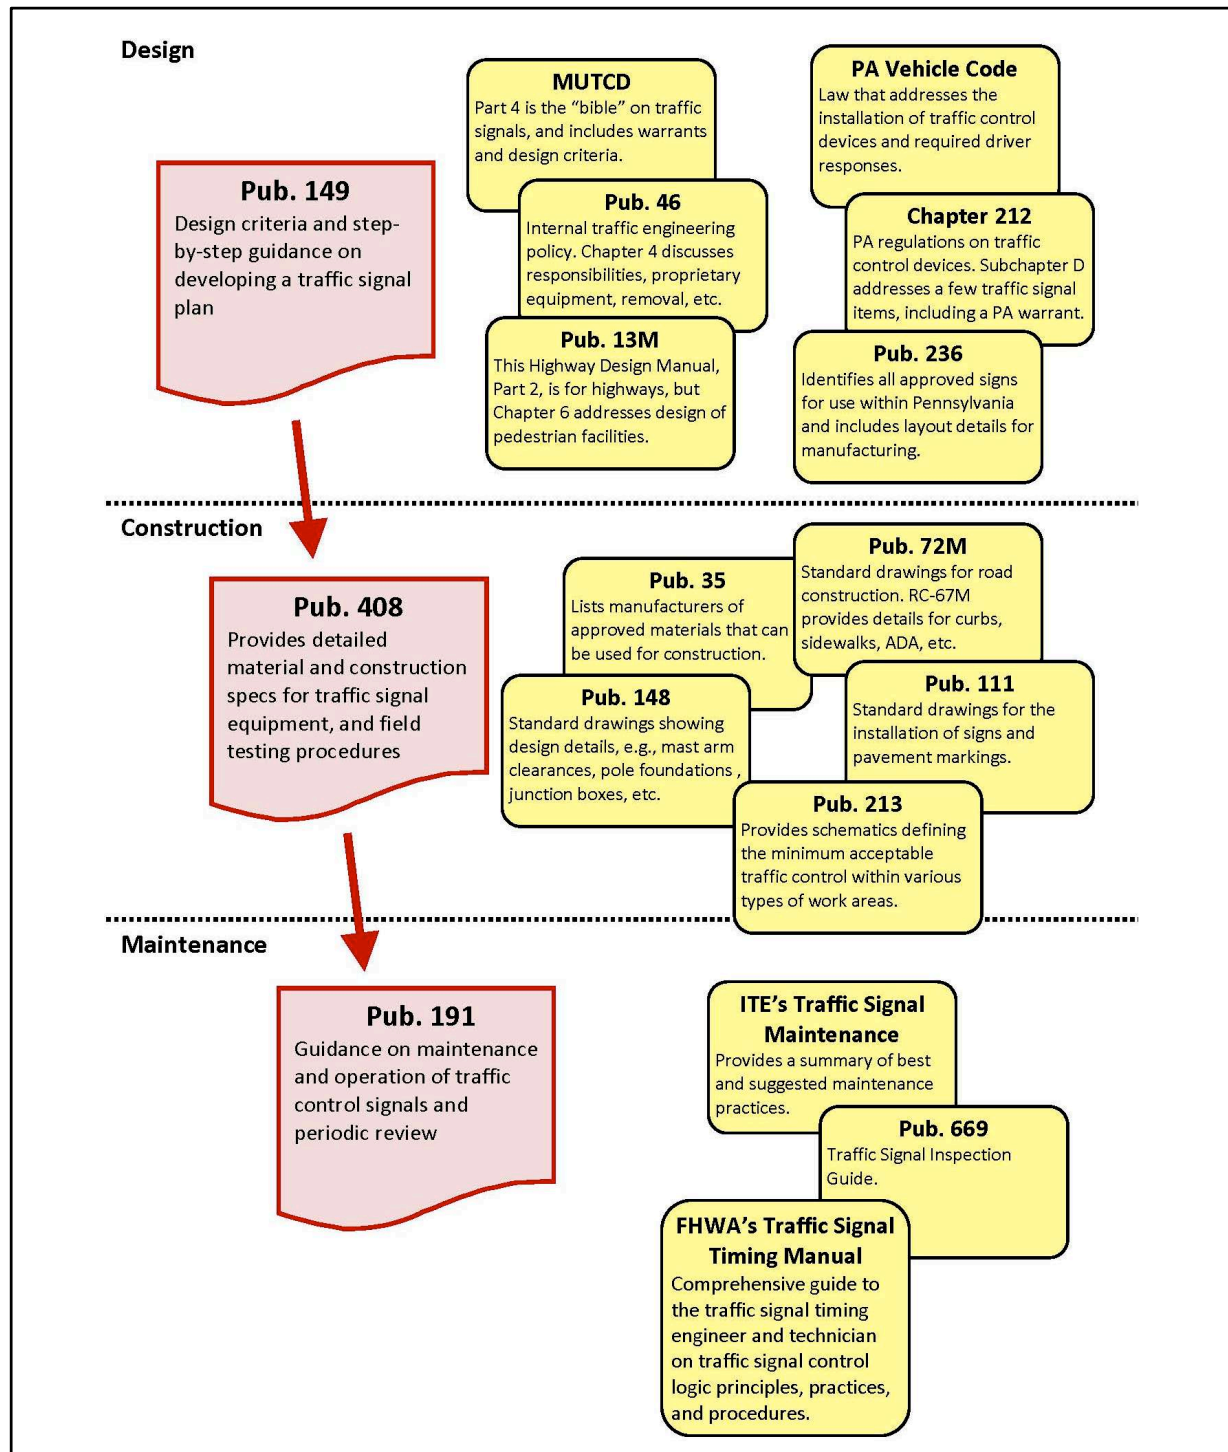 Design
Pub. 149
Design criteria and step-
by-step guidance on
developing a traffic signal
plan
MUTCD
Part 4 is the “bible” on traffic
signals, and includes warrants
and design criteria.
Pub. 46
Internal traffic engineering
policy. Chapter 4 discusses
responsibilities, proprietary
equipment, removal, etc.
Pub. 13M
This Highway Design Manual,
Part 2, is for highways, but
Chapter 6 addresses design of
pedestrian facilities.
PA Vehicle Code
Law that addresses the
installation of traffic control
devices and required driver
responses.
Chapter 212
PA regulations on traffic
control devices. Subchapter D
addresses a few traffic signal
items, including a PA warrant.
Pub. 236
Identifies all approved signs
for use within Pennsylvania
and includes layout details for
manufacturing.
Construction
Pub. 408
Provides detailed
material and construction
specs for traffic signal
equipment, and field
testing procedures
Pub. 35
Lists manufacturers of
approved materials that can
be used for construction.
Pub. 148
Standard drawings showing
design details, e.g., mast arm
clearances, pole foundations ,
junction boxes, etc.
Pub. 72M
Standard drawings for road
construction. RC-67M
provides details for curbs,
sidewalks, ADA, etc.
Pub. 111
Standard drawings for the
installation of signs and
pavement markings.
Pub. 213
Provides schematics defining
the minimum acceptable
traffic control within various
types of work areas.
Maintenance
Pub. 191
Guidance on maintenance
and operation of traffic
control signals and
periodic review
ITE’s Traffic Signal
Maintenance
Provides a summary of best
and suggested maintenance
practices.
Pub. 669
Traffic Signal Inspection
Guide.
FHWA’s Traffic Signal
Timing Manual
Comprehensive guide to
the traffic signal timing
engineer and technician
on traffic signal control
logic principles, practices,
and procedures.